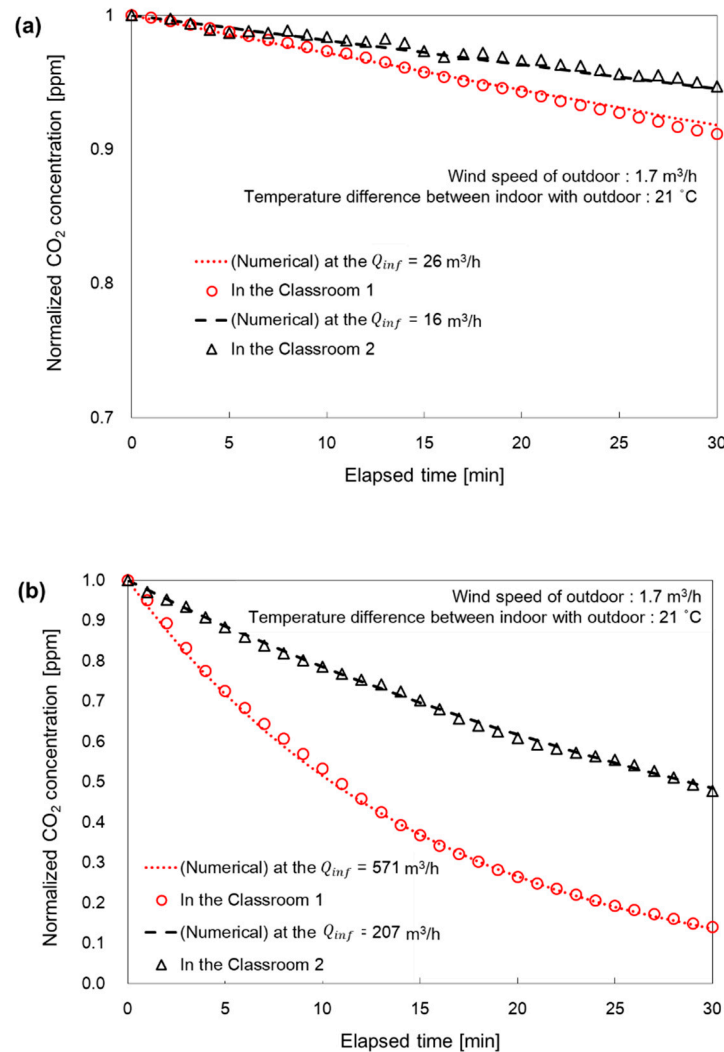 (a)
Normalized CO₂ concentration [ppm]
1
0.9
0.8
0.7
Wind speed of outdoor : 1.7 m³/h
Temperature difference between indoor with outdoor : 21 ˚C
(Numerical) at the Q_inf = 26 m³/h
In the Classroom 1
(Numerical) at the Q_inf = 16 m³/h
In the Classroom 2
0 5 10 15 20 25 30
Elapsed time [min]
(b)
Normalized CO₂ concentration [ppm]
1.0
0.9
0.8
0.7
0.6
0.5
0.4
0.3
0.2
0.1
0.0
Wind speed of outdoor : 1.7 m³/h
Temperature difference between indoor with outdoor : 21 ˚C
(Numerical) at the Q_inf = 571 m³/h
In the Classroom 1
(Numerical) at the Q_inf = 207 m³/h
In the Classroom 2
0 5 10 15 20 25 30
Elapsed time [min]